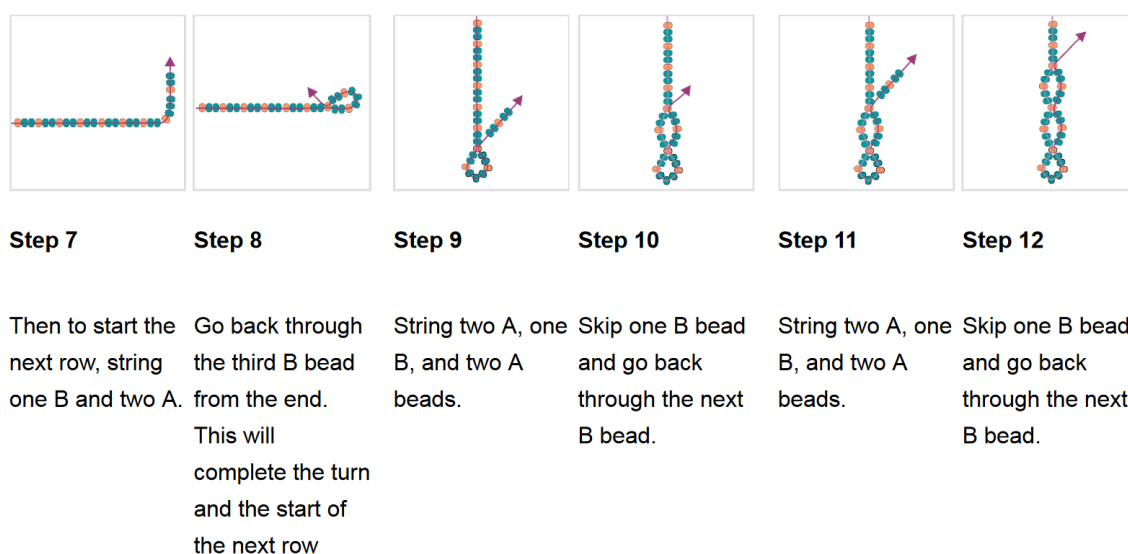 Step 7
Then to start the
next row, string
one B and two A.
Step 8
Go back through
the third B bead
from the end.
This will
complete the turn
and the start of
the next row
Step 9
String two A, one
B, and two A
beads.
Step 10
Skip one B bead
and go back
through the next
B bead.
Step 11
String two A, one
B, and two A
beads.
Step 12
Skip one B bead
and go back
through the next
B bead.